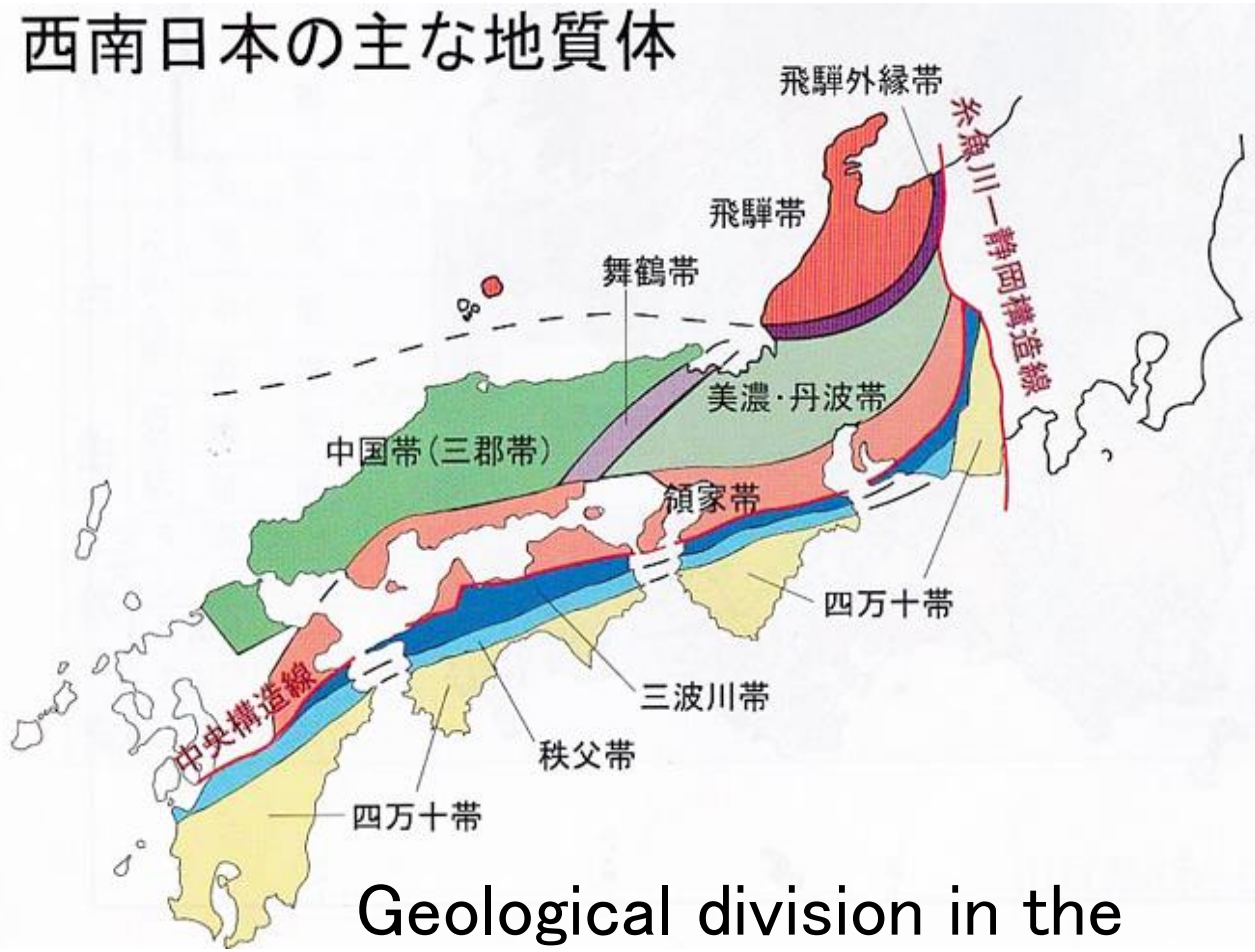 西南日本の主な地質体
飛騨外縁帯
糸魚川ー静岡構造線
飛騨帯
舞鶴帯
美濃・丹波帯
中国帯(三郡帯)
領家帯
四万十帯
三波川帯
中央構造線
秩父帯
四万十帯
Geological division in the